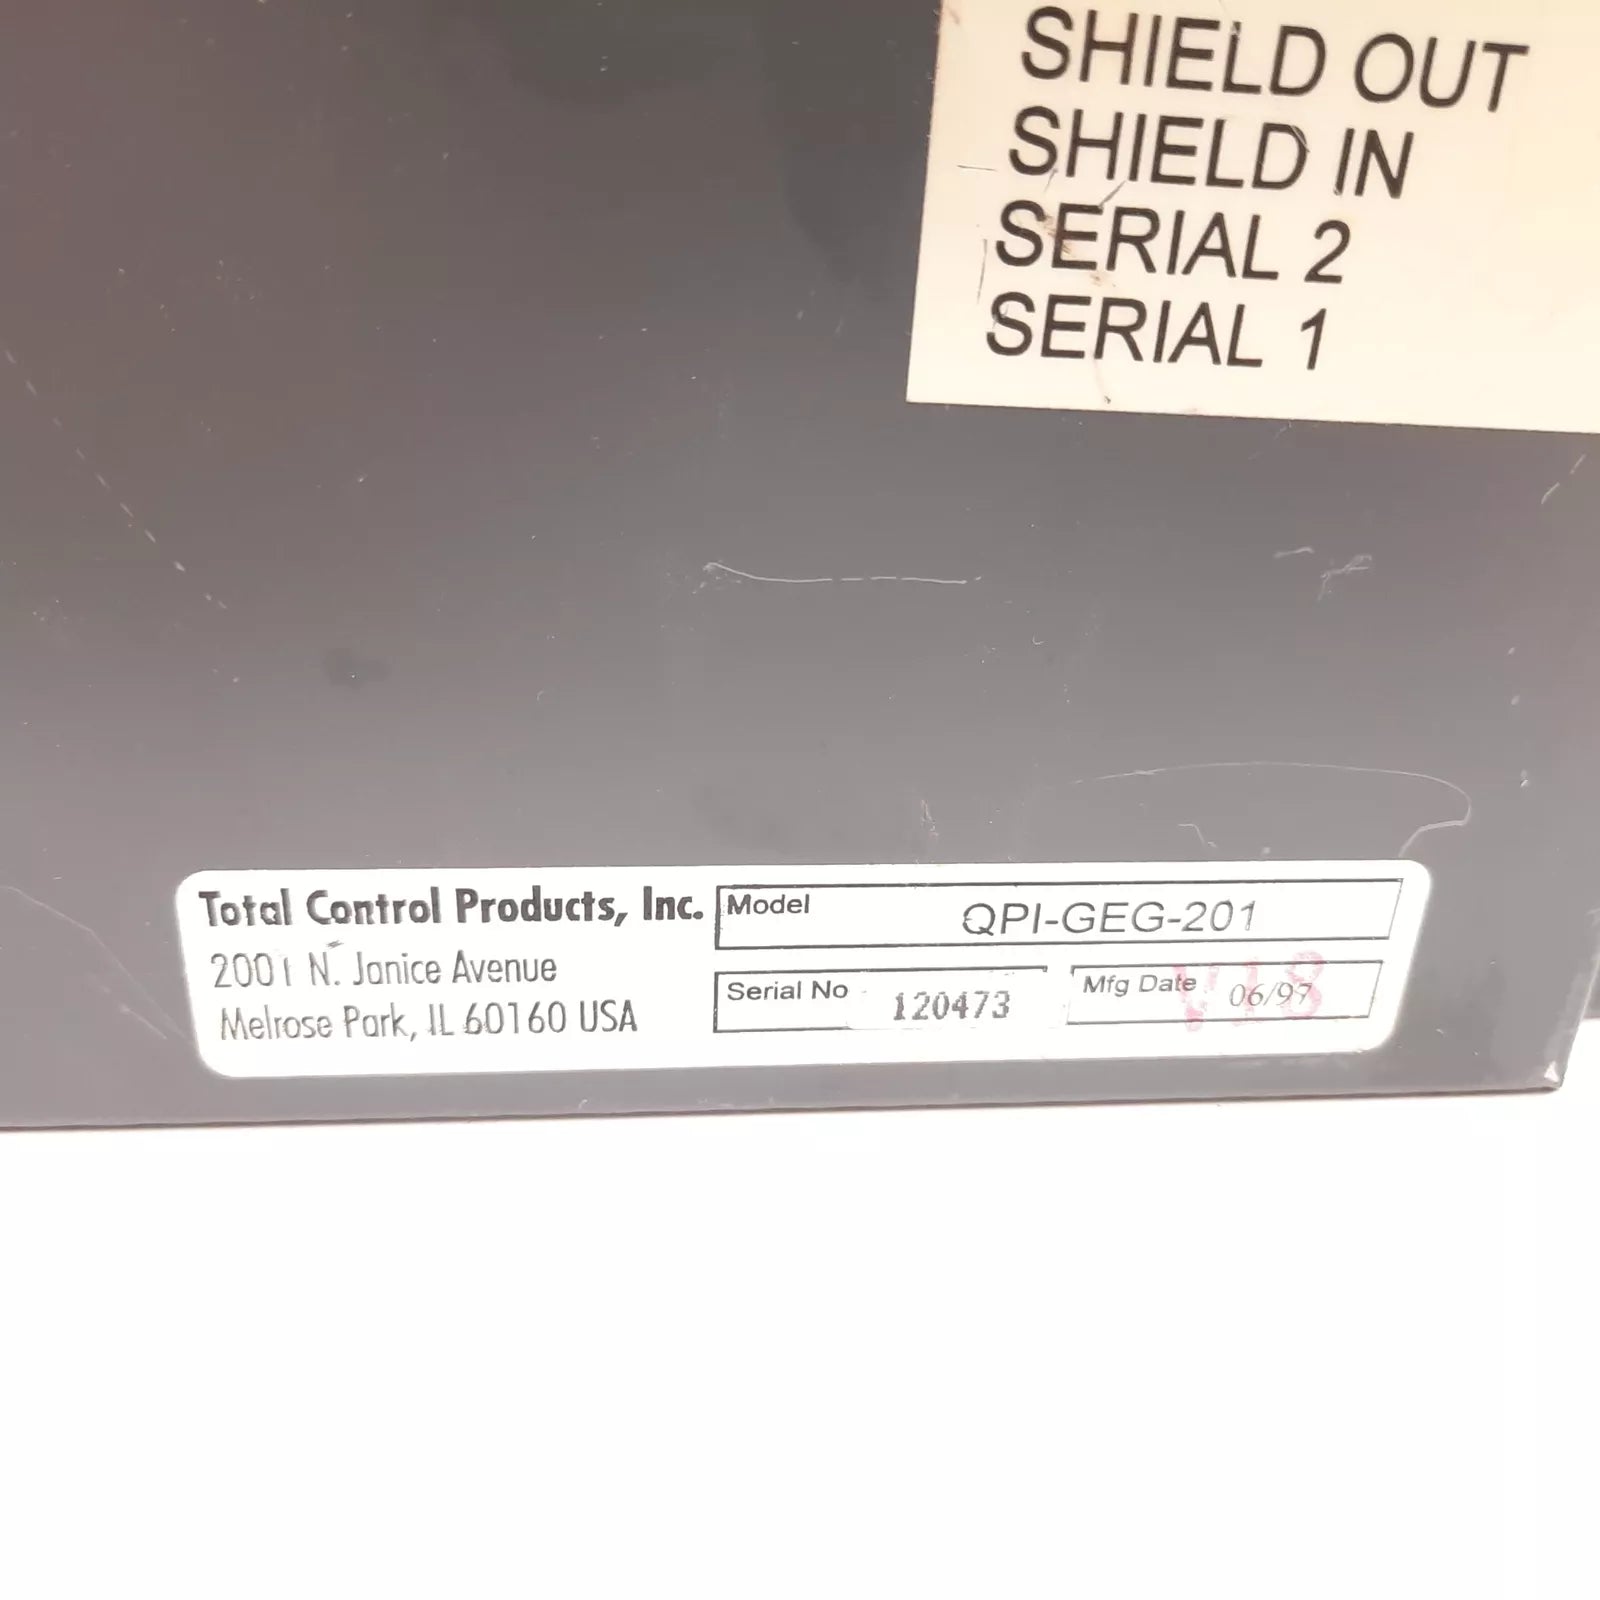 SHIELD OUT
SHIELD IN
SERIAL 2
SERIAL 1
Total Control Products, Inc.
2001 N. Janice Avenue
Melrose Park, IL 60160 USA
Model QPI-GEG-201
Serial No 120473
Mfg Date 06/97
V18